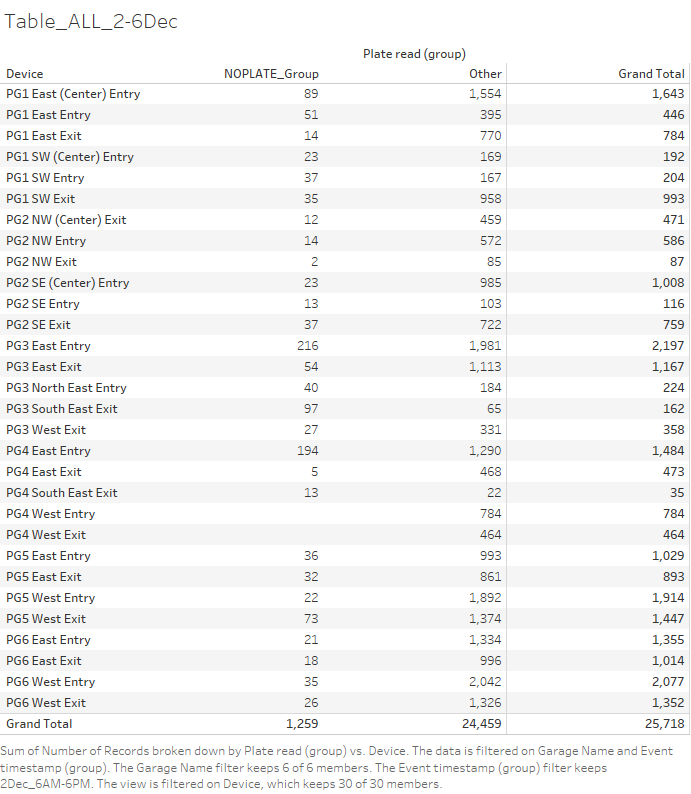 Table_ALL_2-6Dec
Plate read (group)
Device NOPLATE_Group Other Grand Total
PG1 East (Center) Entry 89 1,554 1,643
PG1 East Entry 51 395 446
PG1 East Exit 14 770 784
PG1 SW (Center) Entry 23 169 192
PG1 SW Entry 37 167 204
PG1 SW Exit 35 958 993
PG2 NW (Center) Exit 12 459 471
PG2 NW Entry 14 572 586
PG2 NW Exit 2 85 87
PG2 SE (Center) Entry 23 985 1,008
PG2 SE Entry 13 103 116
PG2 SE Exit 37 722 759
PG3 East Entry 216 1,981 2,197
PG3 East Exit 54 1,113 1,167
PG3 North East Entry 40 184 224
PG3 South East Exit 97 65 162
PG3 West Exit 27 331 358
PG4 East Entry 194 1,290 1,484
PG4 East Exit 5 468 473
PG4 South East Exit 13 22 35
PG4 West Entry 784 784
PG4 West Exit 464 464
PG5 East Entry 36 993 1,029
PG5 East Exit 32 861 893
PG5 West Entry 22 1,892 1,914
PG5 West Exit 73 1,374 1,447
PG6 East Entry 21 1,334 1,355
PG6 East Exit 18 996 1,014
PG6 West Entry 35 2,042 2,077
PG6 West Exit 26 1,326 1,352
Grand Total 1,259 24,459 25,718
Sum of Number of Records broken down by Plate read (group) vs. Device. The data is filtered on Garage Name and Event
timestamp (group). The Garage Name filter keeps 6 of 6 members. The Event timestamp (group) filter keeps
2Dec_6AM-6PM. The view is filtered on Device, which keeps 30 of 30 members.